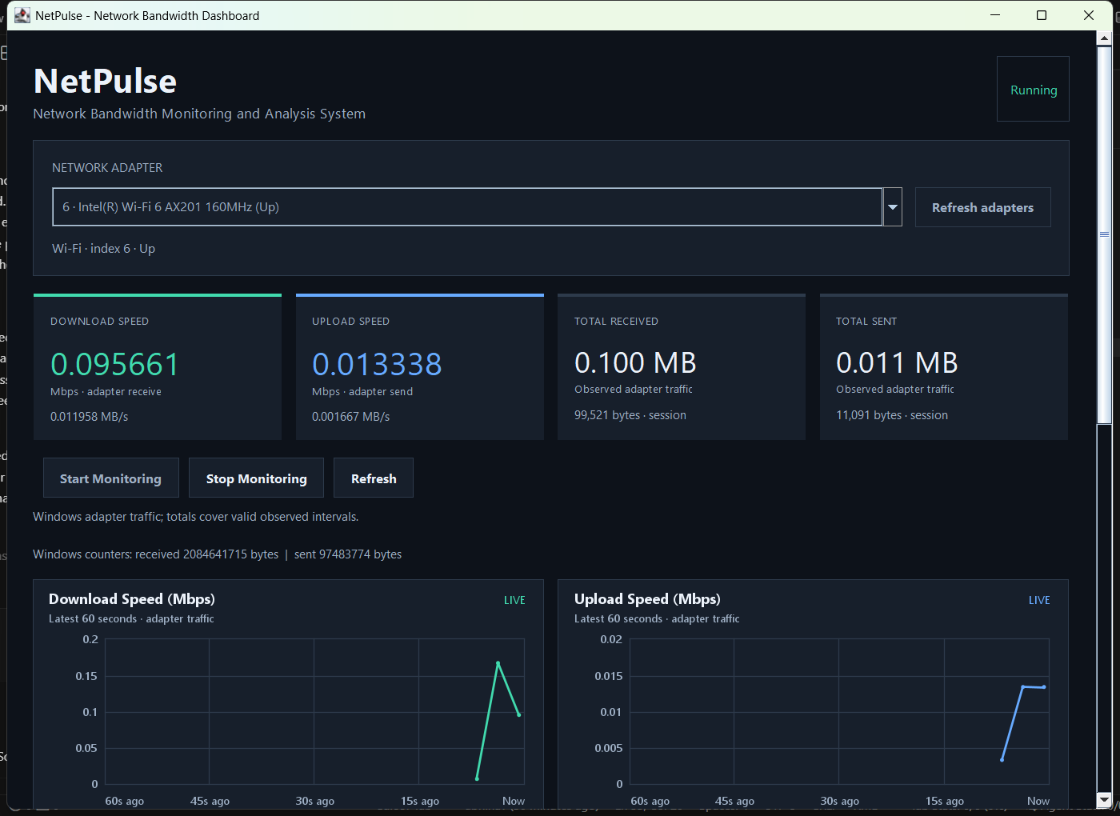 NetPulse - Network Bandwidth Dashboard
NetPulse
Network Bandwidth Monitoring and Analysis System
Running
NETWORK ADAPTER
6 · Intel(R) Wi-Fi 6 AX201 160MHz (Up)
Refresh adapters
Wi-Fi · index 6 · Up
DOWNLOAD SPEED
0.095661
Mbps · adapter receive
0.011958 MB/s
UPLOAD SPEED
0.013338
Mbps · adapter send
0.001667 MB/s
TOTAL RECEIVED
0.100 MB
Observed adapter traffic
99,521 bytes · session
TOTAL SENT
0.011 MB
Observed adapter traffic
11,091 bytes · session
Start Monitoring
Stop Monitoring
Refresh
Windows adapter traffic; totals cover valid observed intervals.
Windows counters: received 2084641715 bytes | sent 97483774 bytes
Download Speed (Mbps)
LIVE
Latest 60 seconds · adapter traffic
0.2
0.15
0.1
0.05
0
60s ago
45s ago
30s ago
15s ago
Now
Upload Speed (Mbps)
LIVE
Latest 60 seconds · adapter traffic
0.02
0.015
0.01
0.005
0
60s ago
45s ago
30s ago
15s ago
Now